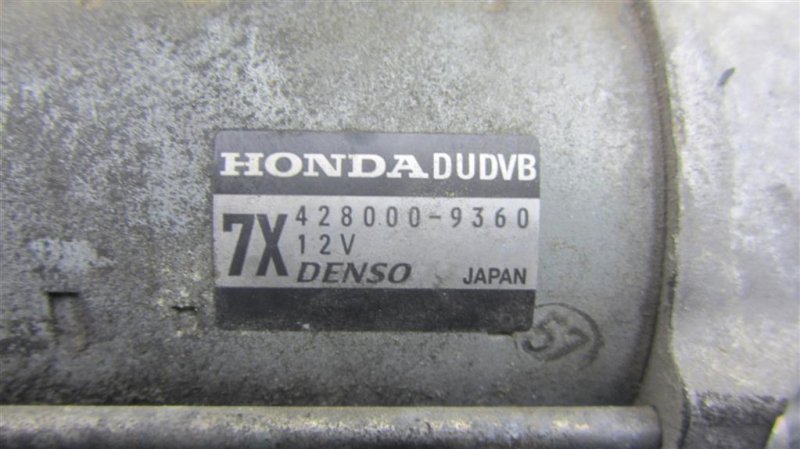 HONDA DUDVB
7X 428000-9360
12V
DENSO JAPAN
57